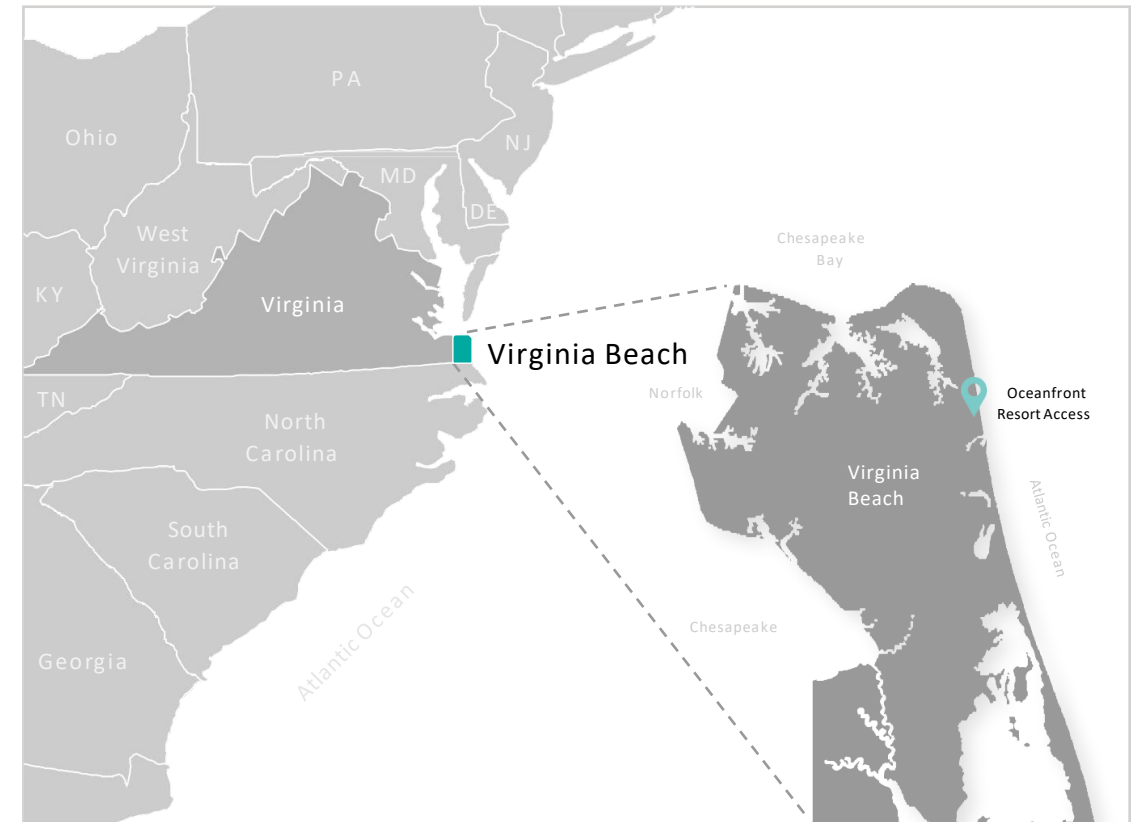 PA
Ohio
NJ
MD
DE
West
Virginia
KY
Virginia
Virginia Beach
TN
North
Carolina
South
Carolina
Georgia
Atlantic Ocean
Chesapeake
Bay
Norfolk
Oceanfront
Resort Access
Virginia
Beach
Atlantic Ocean
Chesapeake